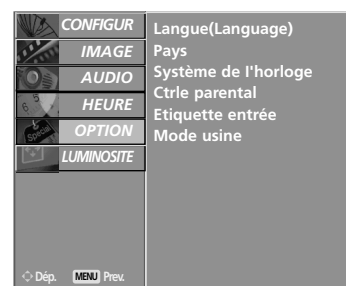 CONFIGUR
IMAGE
AUDIO
HEURE
OPTION
LUMINOSITE
Langue(Language)
Pays
Système de l'horloge
Ctrle parental
Etiquette entrée
Mode usine
Dép. MENU Prev.